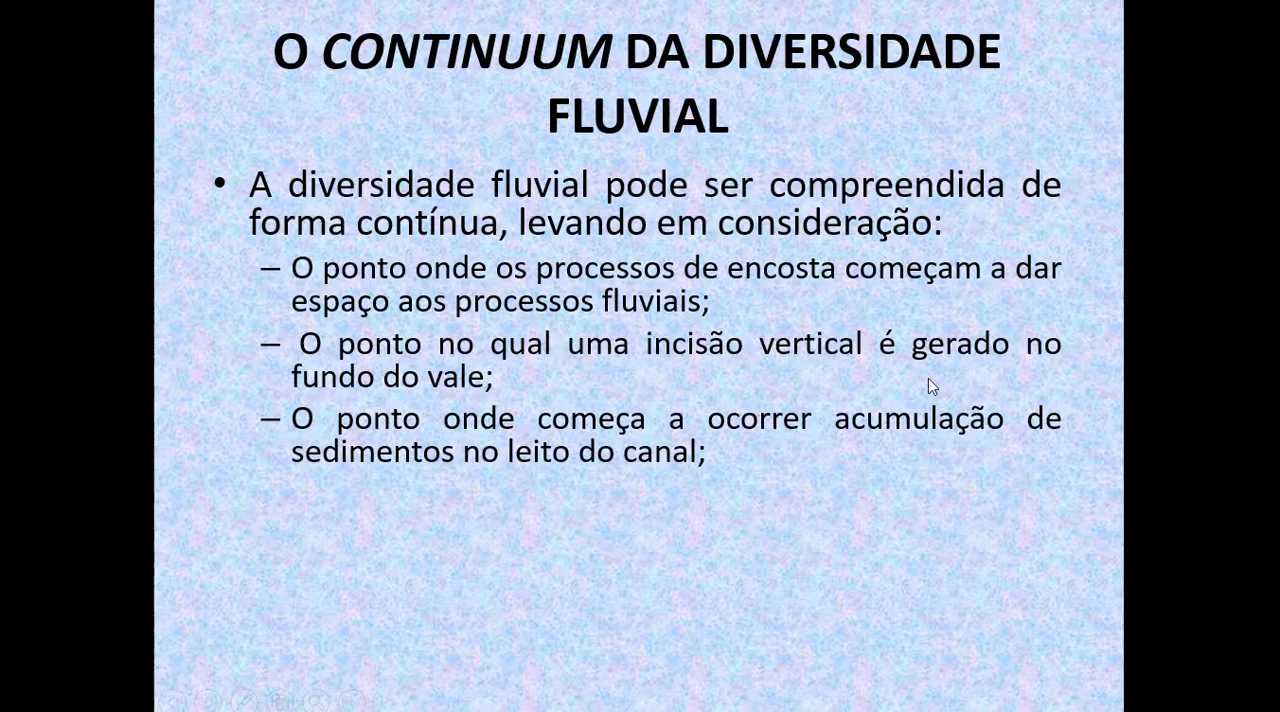 O CONTINUUM DA DIVERSIDADE
FLUVIAL
• A diversidade fluvial pode ser compreendida de
forma contínua, levando em consideração:
– O ponto onde os processos de encosta começam a dar
espaço aos processos fluviais;
– O ponto no qual uma incisão vertical é gerado no
fundo do vale;
– O ponto onde começa a ocorrer acumulação de
sedimentos no leito do canal;